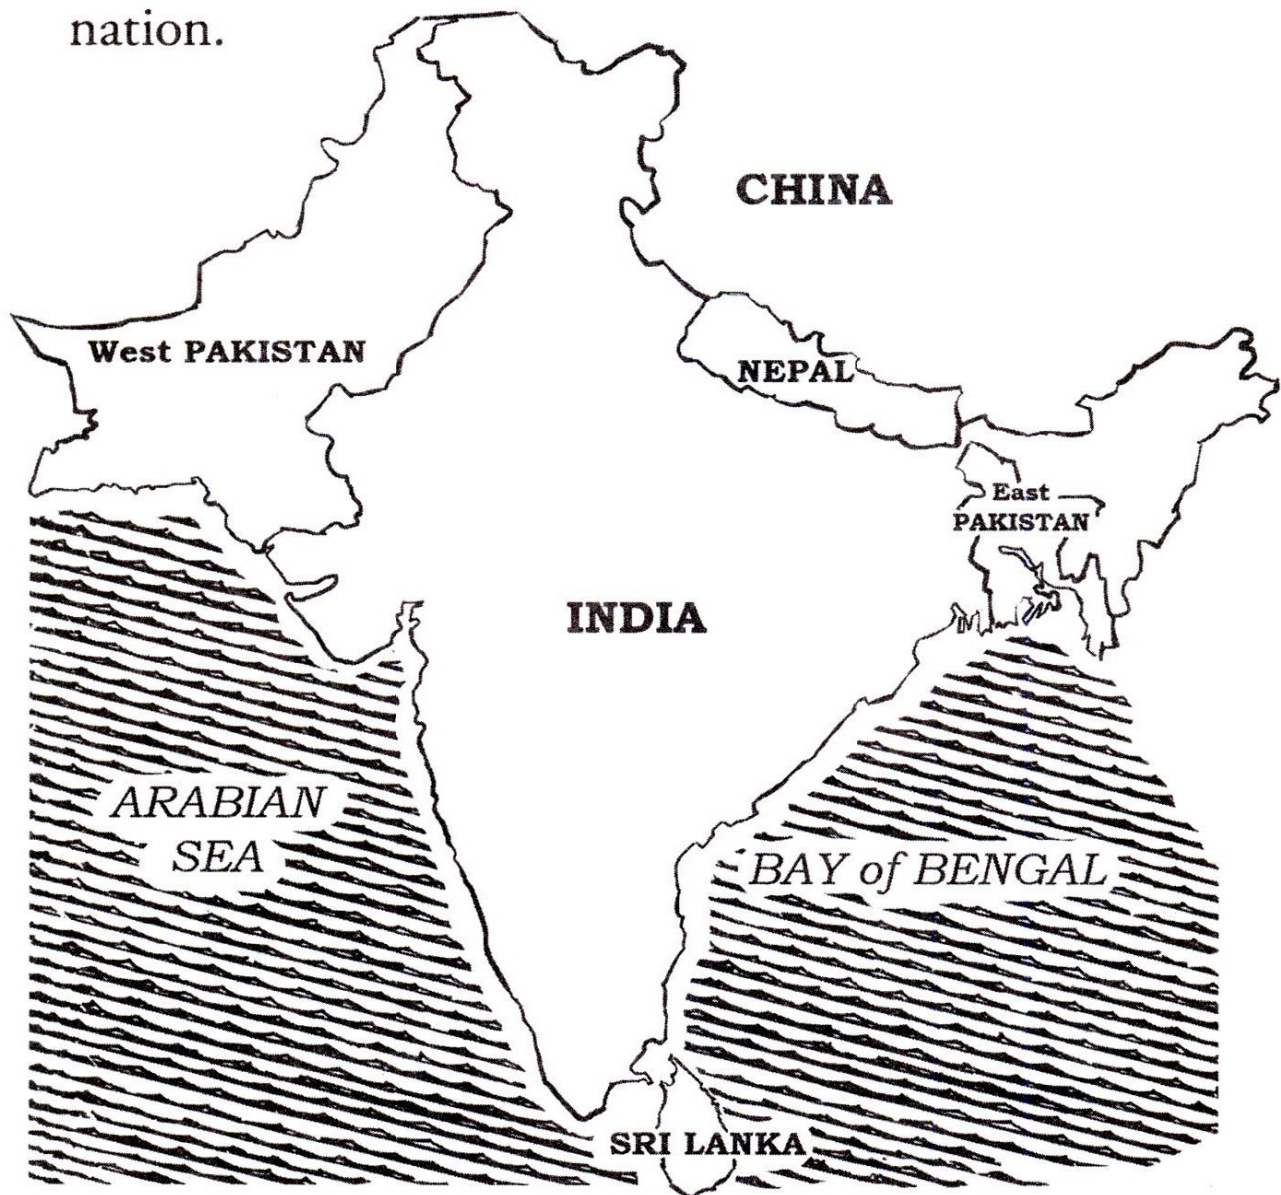 nation.
CHINA
West PAKISTAN
NEPAL
East
PAKISTAN
INDIA
ARABIAN
SEA
BAY of BENGAL
SRI LANKA